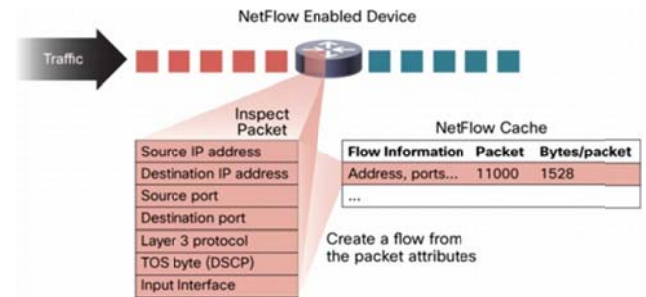 NetFlow Enabled Device
Traffic
Inspect
Packet
Source IP address
Destination IP address
Source port
Destination port
Layer 3 protocol
TOS byte (DSCP)
Input Interface
NetFlow Cache
Flow Information Packet Bytes/packet
Address, ports... 11000 1528
...
Create a flow from
the packet attributes